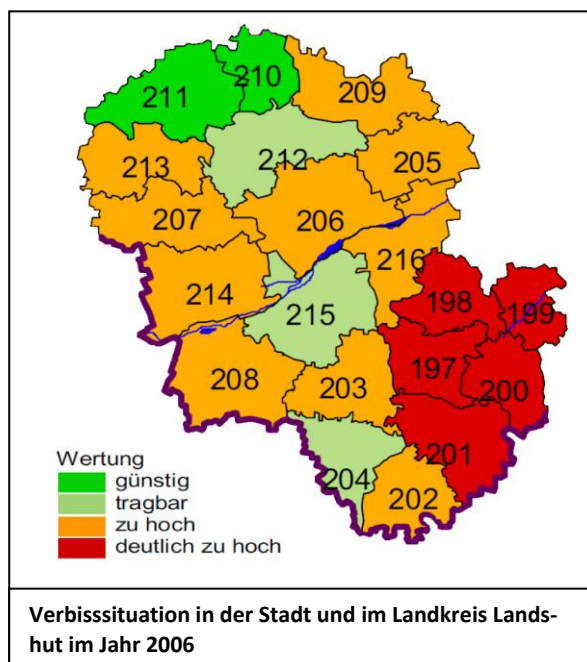 210
211
209
212
205
213
207
206
216
214
198
199
215
197
200
208
203
201
204
202
Wertung
günstig
tragbar
zu hoch
deutlich zu hoch
Verbisssituation in der Stadt und im Landkreis Lands-
hut im Jahr 2006